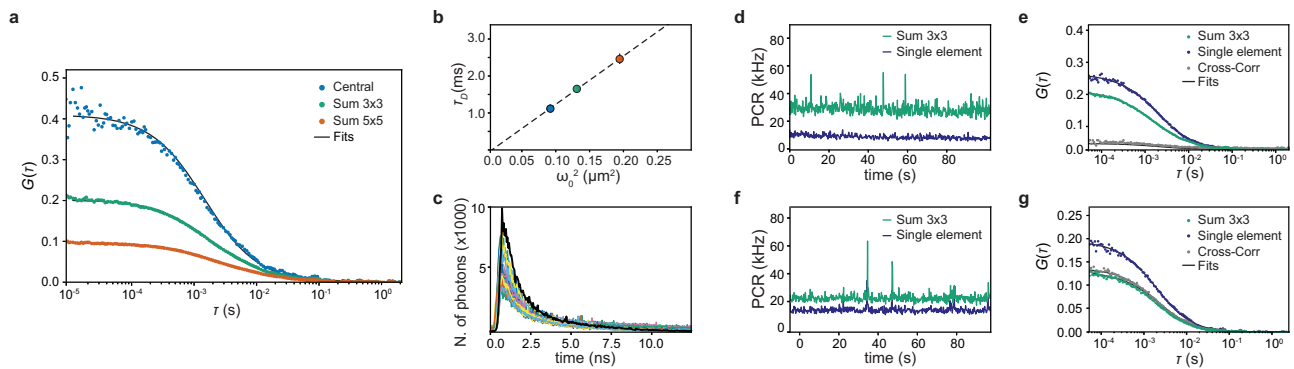 a
G(τ)
0.5
0.4
0.3
0.2
0.1
0.0
Central
Sum 3x3
Sum 5x5
Fits
10⁻⁵ 10⁻⁴ 10⁻³ 10⁻² 10⁻¹ 10⁰
τ (s)
b
τD(ms)
3.0
2.0
1.0
0.0
0.0 0.05 0.10 0.15 0.20 0.25
ω₀² (µm²)
c
N. of photons (x1000)
10
5
0
0.0 2.5 5.0 7.5 10.0
time (ns)
d
PCR (kHz)
80
60
40
20
0
Sum 3x3
Single element
0 20 40 60 80
time (s)
e
G(τ)
0.4
0.3
0.2
0.1
0.0
Sum 3x3
Single element
Cross-Corr
Fits
10⁻⁴ 10⁻³ 10⁻² 10⁻¹ 10⁰
τ (s)
f
PCR (kHz)
80
60
40
20
0
Sum 3x3
Single element
0 20 40 60 80
time (s)
g
G(τ)
0.25
0.20
0.15
0.10
0.05
0.00
Sum 3x3
Single element
Cross-Corr
Fits
10⁻⁴ 10⁻³ 10⁻² 10⁻¹ 10⁰
τ (s)